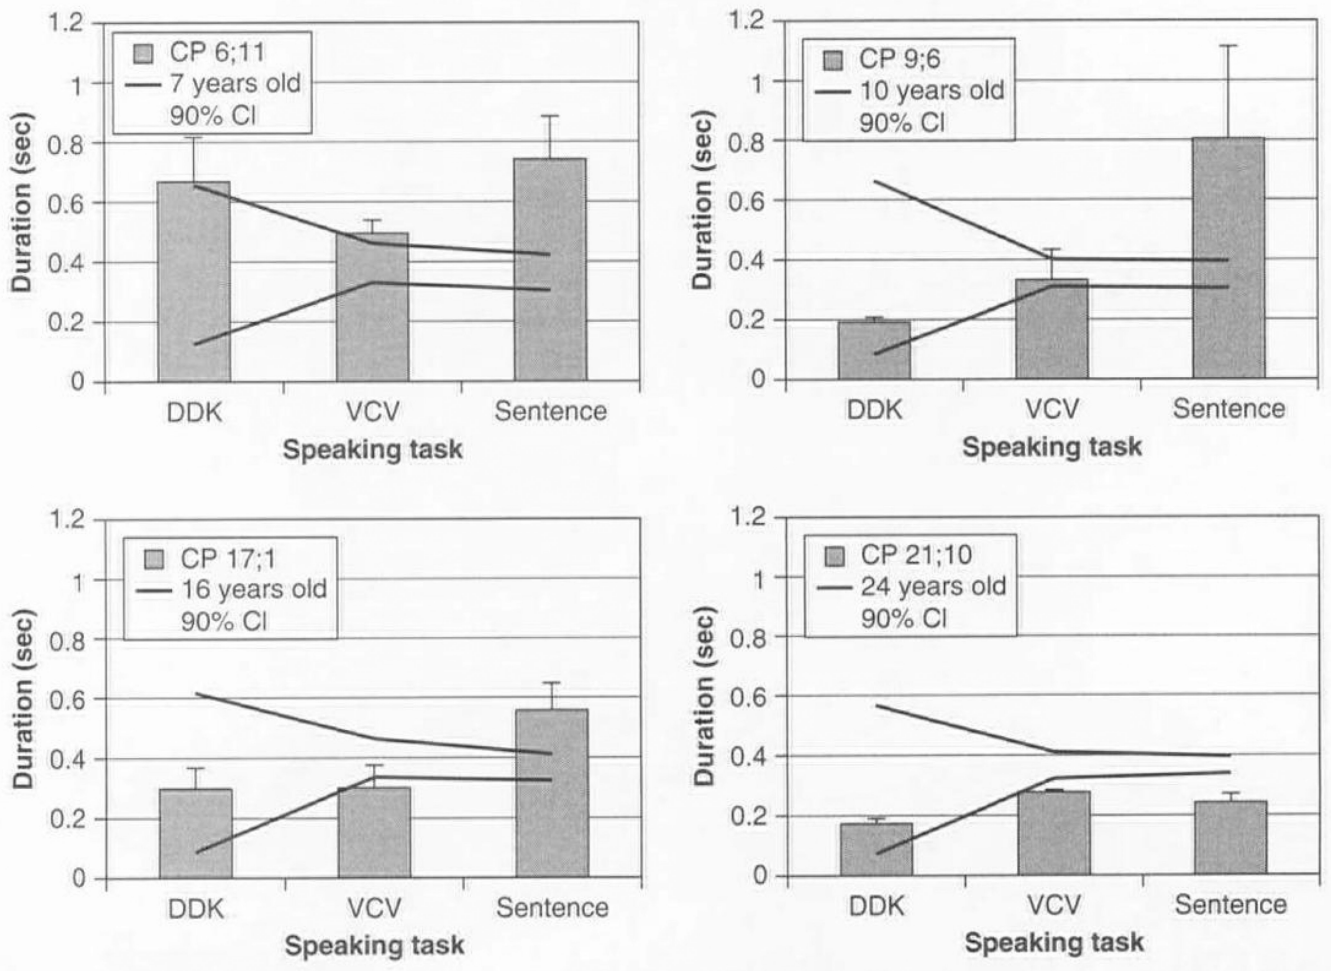 1.2
1
0.8
0.6
0.4
0.2
0
Duration (sec)
CP 6;11
7 years old
90% CI
DDK VCV Sentence
Speaking task
1.2
1
0.8
0.6
0.4
0.2
0
Duration (sec)
CP 9;6
10 years old
90% CI
DDK VCV Sentence
Speaking task
1.2
1
0.8
0.6
0.4
0.2
0
Duration (sec)
CP 17;1
16 years old
90% CI
DDK VCV Sentence
Speaking task
1.2
1
0.8
0.6
0.4
0.2
0
Duration (sec)
CP 21;10
24 years old
90% CI
DDK VCV Sentence
Speaking task